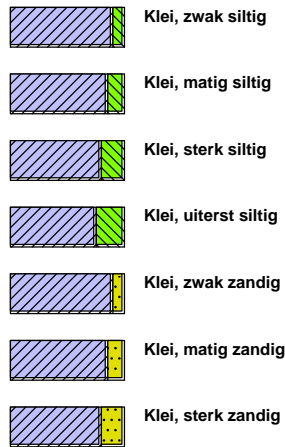 Klei, zwak siltig
Klei, matig siltig
Klei, sterk siltig
Klei, uiterst siltig
Klei, zwak zandig
Klei, matig zandig
Klei, sterk zandig